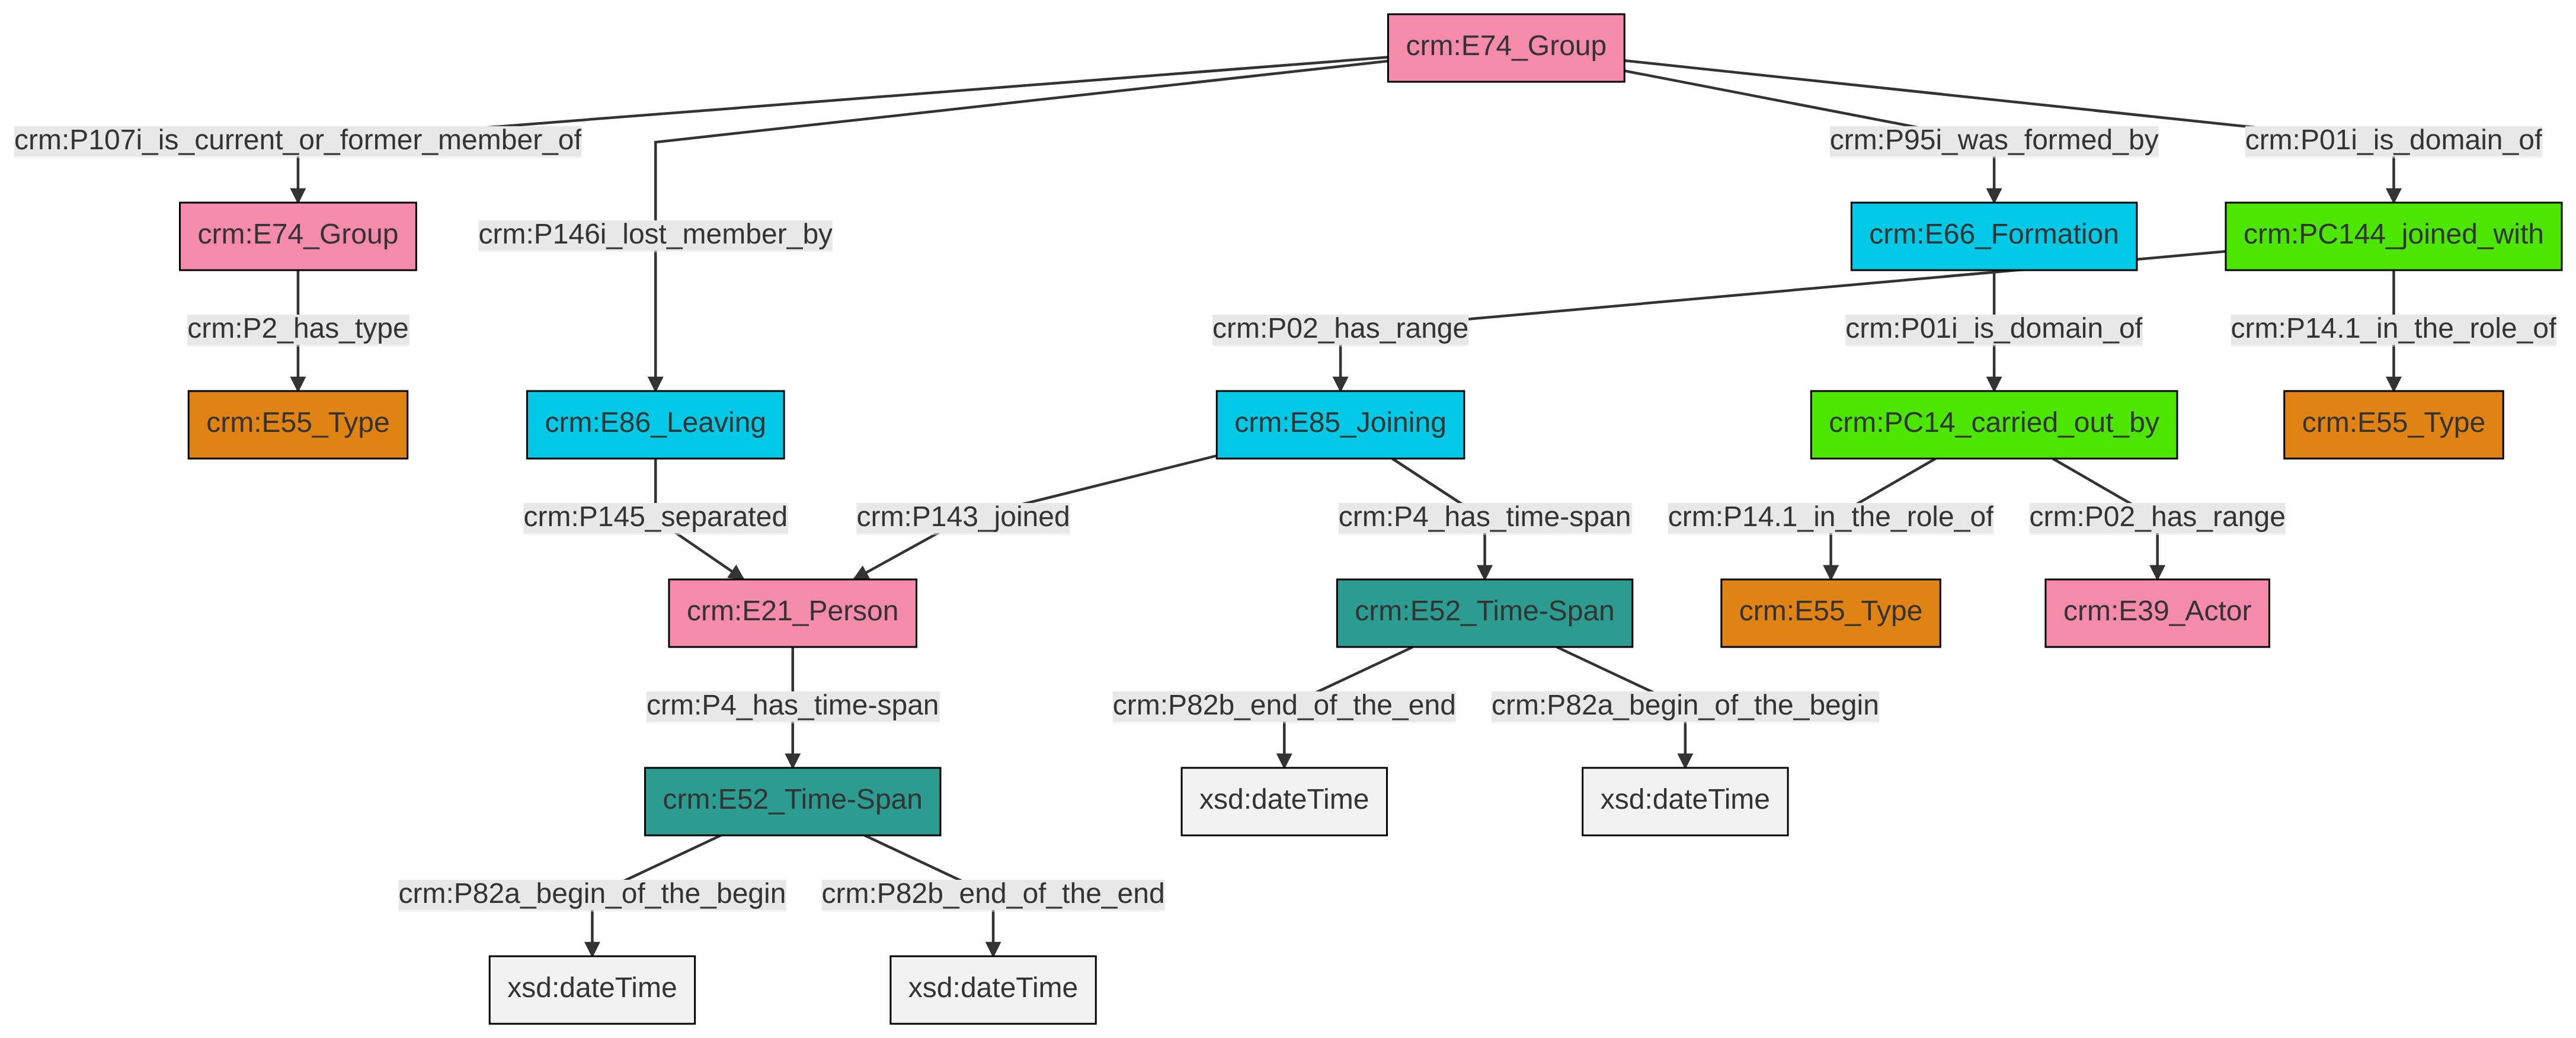 crm:E74_Group
crm:P107i_is_current_or_former_member_of
crm:P95i_was_formed_by
crm:P01i_is_domain_of
crm:E74_Group
crm:P146i_lost_member_by
crm:E66_Formation
crm:PC144_joined_with
crm:P2_has_type
crm:P02_has_range
crm:P01i_is_domain_of
crm:P14.1_in_the_role_of
crm:E55_Type
crm:E86_Leaving
crm:E85_Joining
crm:PC14_carried_out_by
crm:E55_Type
crm:P145_separated
crm:P143_joined
crm:P4_has_time-span
crm:P14.1_in_the_role_of
crm:P02_has_range
crm:E21_Person
crm:E52_Time-Span
crm:E55_Type
crm:E39_Actor
crm:P4_has_time-span
crm:P82b_end_of_the_end
crm:P82a_begin_of_the_begin
crm:E52_Time-Span
xsd:dateTime
xsd:dateTime
crm:P82a_begin_of_the_begin
crm:P82b_end_of_the_end
xsd:dateTime
xsd:dateTime